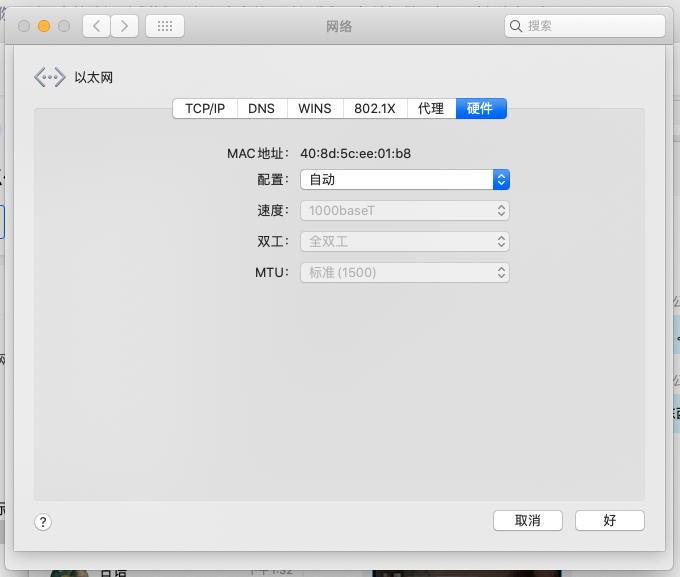 网络
搜索
以太网
TCP/IP DNS WINS 802.1X 代理 硬件
MAC 地址： 40:8d:5c:ee:01:b8
配置： 自动
速度： 1000baseT
双工： 全双工
MTU： 标准 (1500)
?
取消 好